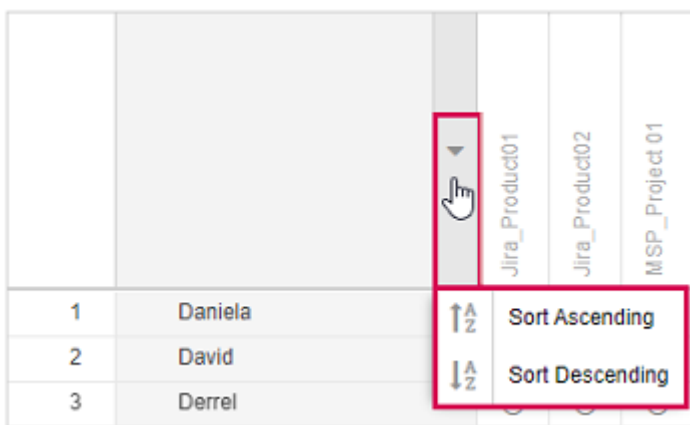 Jira_Product01
Jira_Product02
MSP_Project 01
1 Daniela
Sort Ascending
2 David
Sort Descending
3 Derrel